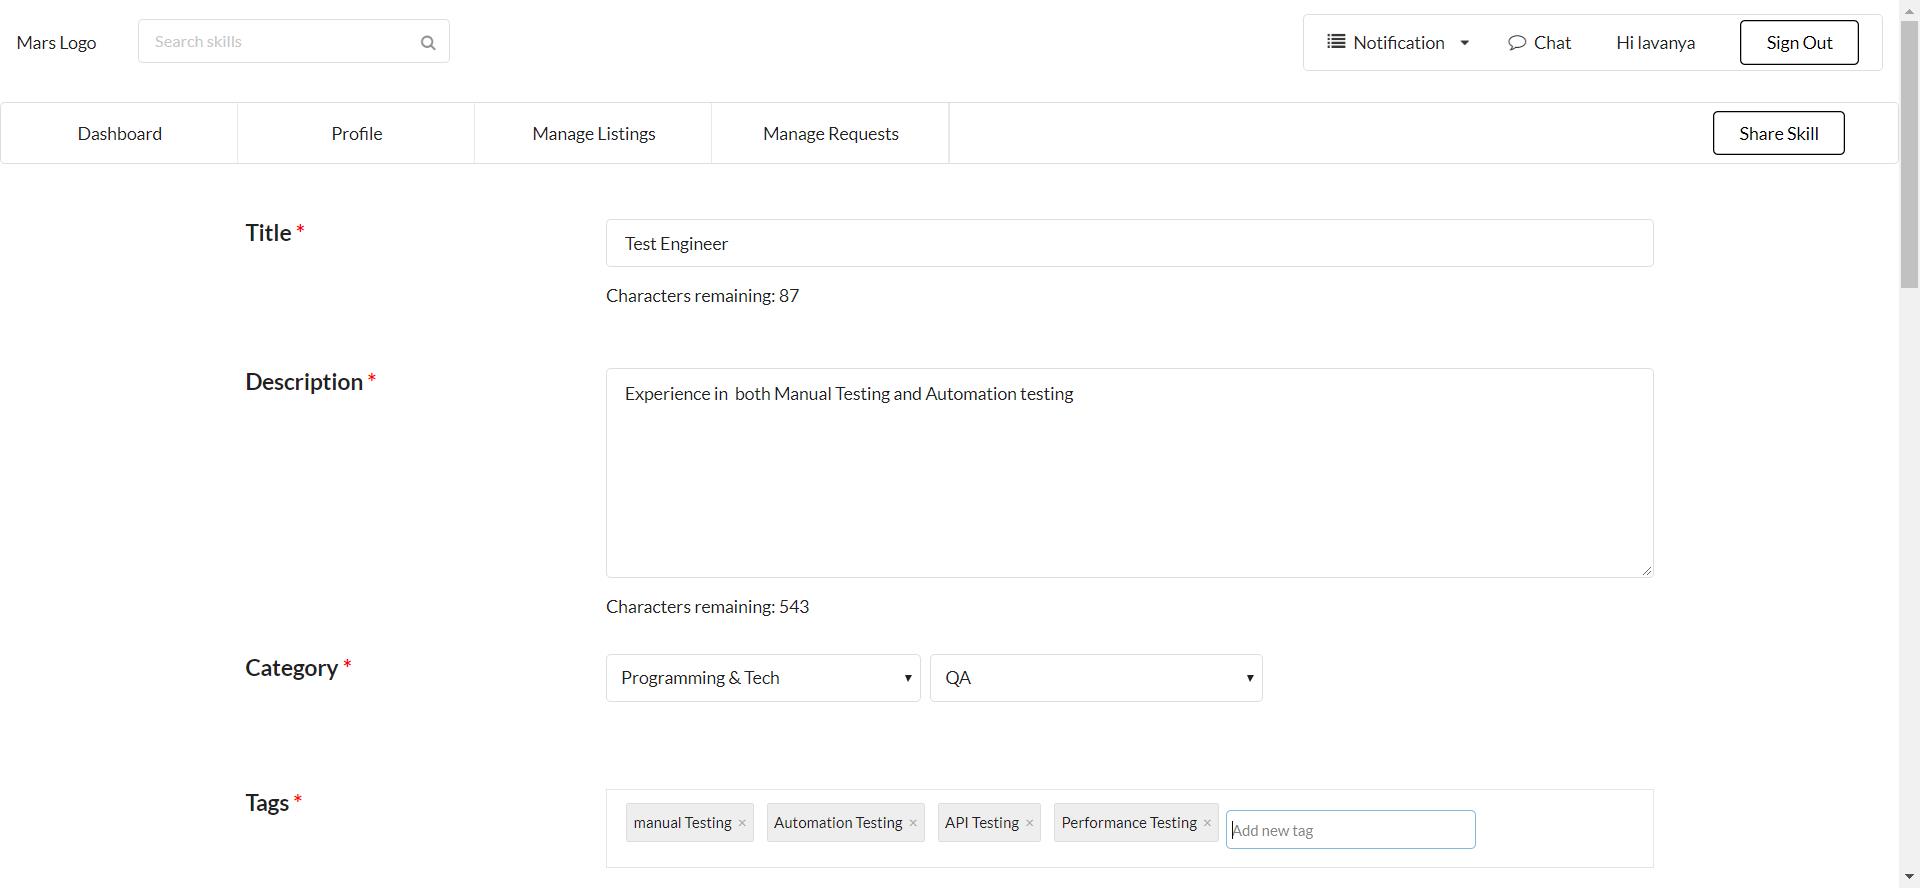 Mars Logo
Search skills
Notification
Chat
Hi lavanya
Sign Out
Dashboard
Profile
Manage Listings
Manage Requests
Share Skill
Title *
Test Engineer
Characters remaining: 87
Description *
Experience in  both Manual Testing and Automation testing
Characters remaining: 543
Category *
Programming & Tech
QA
Tags *
manual Testing ×
Automation Testing ×
API Testing ×
Performance Testing ×
Add new tag